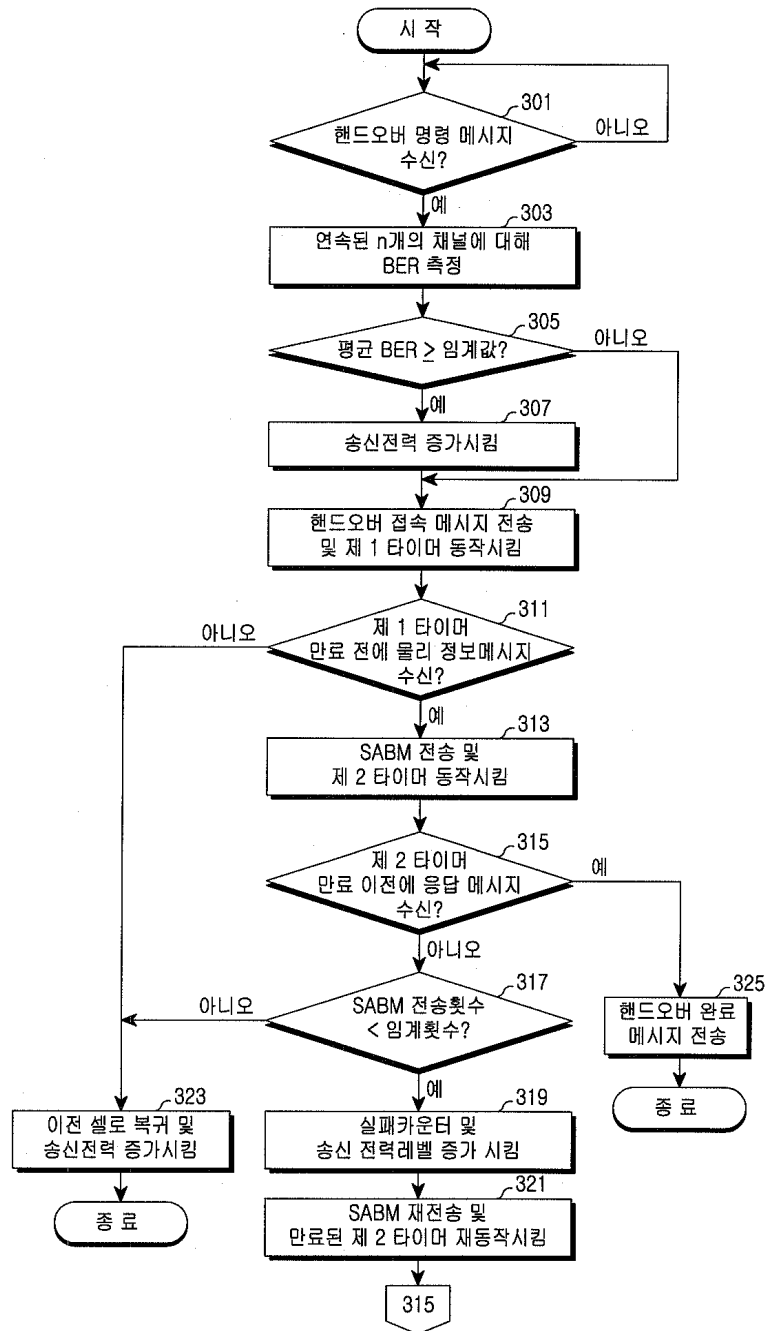 시 작
301
핸드오버 명령 메시지
수신?
아니오
예
303
연속된 n개의 채널에 대해
BER 측정
305
평균 BER ≥ 임계값?
아니오
예
307
송신전력 증가시킴
309
핸드오버 접속 메시지 전송
및 제 1 타이머 동작시킴
311
제 1 타이머
만료 전에 물리 정보메시지
수신?
아니오
예
313
SABM 전송 및
제 2 타이머 동작시킴
315
제 2 타이머
만료 이전에 응답 메시지
수신?
예
아니오
317
SABM 전송횟수
< 임계횟수?
아니오
예
325
핸드오버 완료
메시지 전송
종 료
323
이전 셀로 복귀 및
송신전력 증가시킴
종 료
319
실패카운터 및
송신 전력레벨 증가 시킴
321
SABM 재전송 및
만료된 제 2 타이머 재동작시킴
315